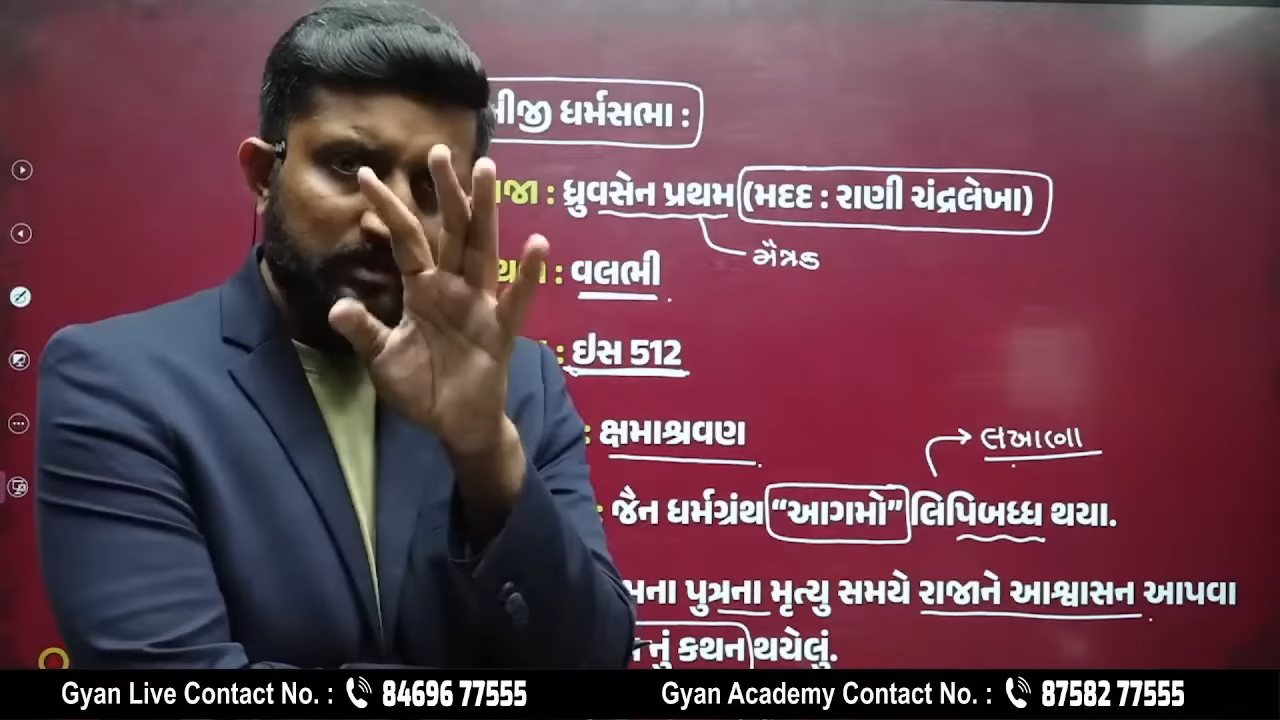 ધર્મસભા :
: ધ્રુવસેન પ્રથમ (મદદ : રાણી ચંદ્રલેખા)
મૈત્રક
: વલભી
: ઇસ 512
: ક્ષમાશ્રવણ
લખાણા
: જૈન ધર્મગ્રંથ “આગમો” લિપિબધ્ધ થયા.
પુત્રના મૃત્યુ સમયે રાજાને આશ્વાસન આપવા
નું કથન થયેલું.
Gyan Live Contact No. : 84696 77555
Gyan Academy Contact No. : 87582 77555